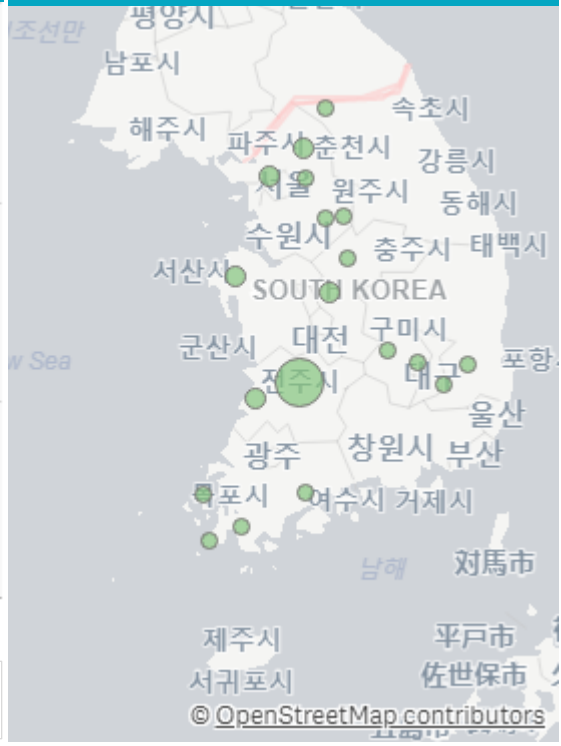 평양시
조선만
남포시
속초시
해주시
파주시 춘천시
강릉시
서울 원주시
동해시
수원시
충주시 태백시
서산시
SOUTH KOREA
구미시
대전
군산시
w Sea
포항
전주시
대구
울산
광주 창원시 부산
목포시 여수시 거제시
남해 対馬市
제주시 平戸市
서귀포시 佐世保市
© OpenStreetMap contributors